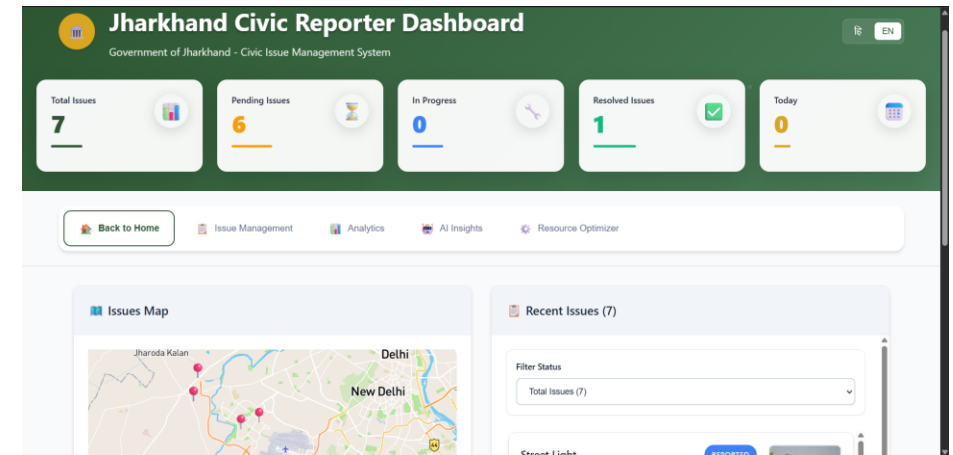 Jharkhand Civic Reporter Dashboard
Government of Jharkhand - Civic Issue Management System
हि EN
Total Issues
7
Pending Issues
6
In Progress
0
Resolved Issues
1
Today
0
Back to Home
Issue Management
Analytics
AI Insights
Resource Optimizer
Issues Map
Jharoda Kalan
Delhi
New Delhi
44
Recent Issues (7)
Filter Status
Total Issues (7)
Street Light
REPORTED